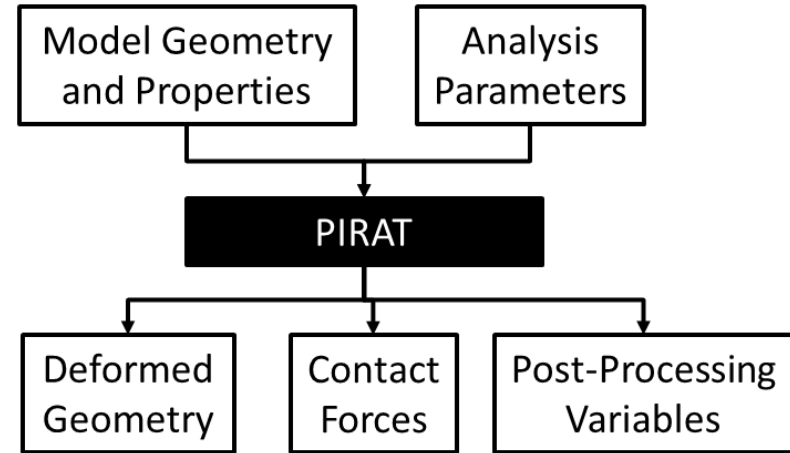 Model Geometry
and Properties
Analysis
Parameters
PIRAT
Deformed
Geometry
Contact
Forces
Post-Processing
Variables